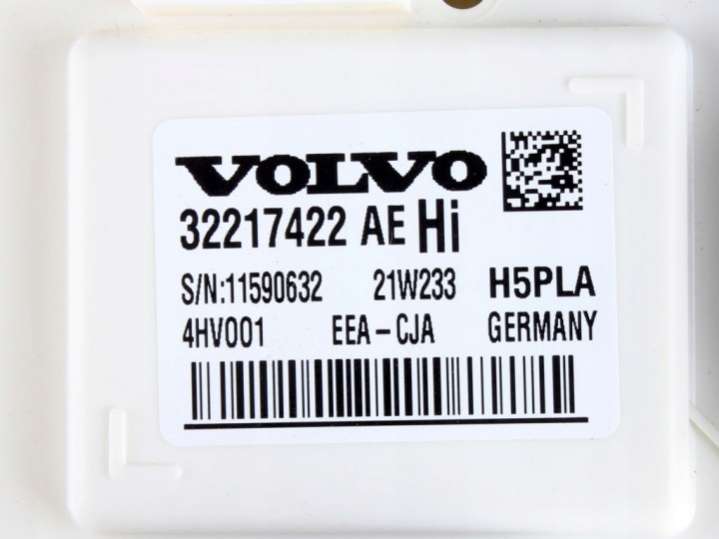 VOLVO
32217422 AE Hi
S/N:11590632 21W233 H5PLA
4HV001 EEA-CJA GERMANY